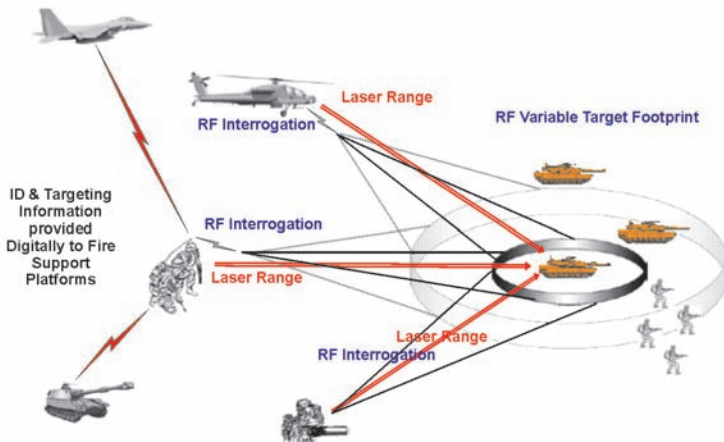 Laser Range
RF Interrogation
RF Variable Target Footprint
ID & Targeting
Information
provided
Digitally to Fire
Support
Platforms
RF Interrogation
Laser Range
Laser Range
RF Interrogation